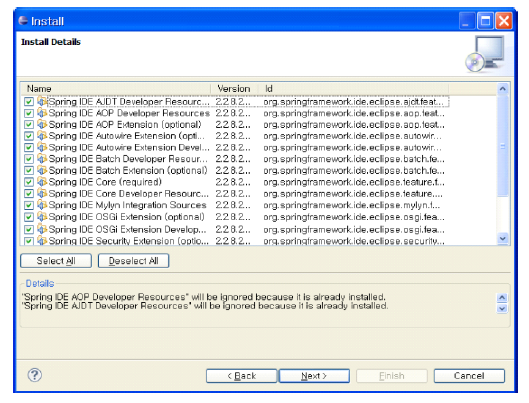 Install
Install Details
Name Version Id
Spring IDE AJDT Developer Resourc... 2.2.8.2... org.springframework.ide.eclipse.ajdt.feat...
Spring IDE AOP Developer Resources 2.2.8.2... org.springframework.ide.eclipse.aop.feat...
Spring IDE AOP Extension (optional) 2.2.8.2... org.springframework.ide.eclipse.aop.feat...
Spring IDE Autowire Extension (opti... 2.2.8.2... org.springframework.ide.eclipse.autowir...
Spring IDE Autowire Extension Devel... 2.2.8.2... org.springframework.ide.eclipse.autowir...
Spring IDE Batch Developer Resour... 2.2.8.2... org.springframework.ide.eclipse.batch.fe...
Spring IDE Batch Extension (optional) 2.2.8.2... org.springframework.ide.eclipse.batch.fe...
Spring IDE Core (required) 2.2.8.2... org.springframework.ide.eclipse.feature.f...
Spring IDE Core Developer Resourc... 2.2.8.2... org.springframework.ide.eclipse.feature....
Spring IDE Mylyn Integration Sources 2.2.8.2... org.springframework.ide.eclipse.mylyn.f...
Spring IDE OSGi Extension (optional) 2.2.8.2... org.springframework.ide.eclipse.osgi.fea...
Spring IDE OSGi Extension Develop... 2.2.8.2... org.springframework.ide.eclipse.osgi.fea...
Spring IDE Security Extension (optio... 2.2.8.2... org.springframework.ide.eclipse.security...
Select All Deselect All
Details
"Spring IDE AOP Developer Resources" will be ignored because it is already installed.
"Spring IDE AJDT Developer Resources" will be ignored because it is already installed.
? < Back Next > Finish Cancel